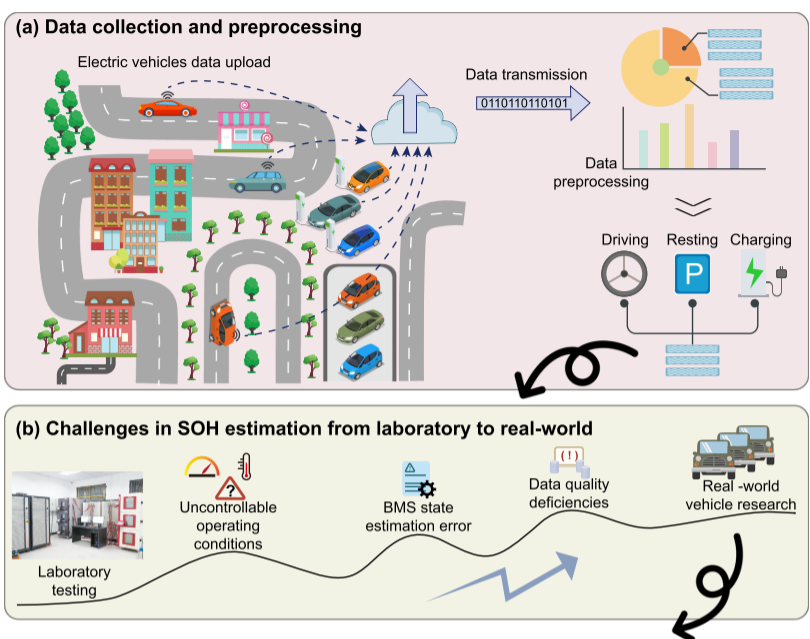 (a) Data collection and preprocessing
Electric vehicles data upload
Data transmission
0110110110101
Data
preprocessing
Driving
Resting
Charging
P
(b) Challenges in SOH estimation from laboratory to real-world
(!)
?
Uncontrollable
operating
conditions
BMS state
estimation error
Data quality
deficiencies
Real -world
vehicle research
Laboratory
testing